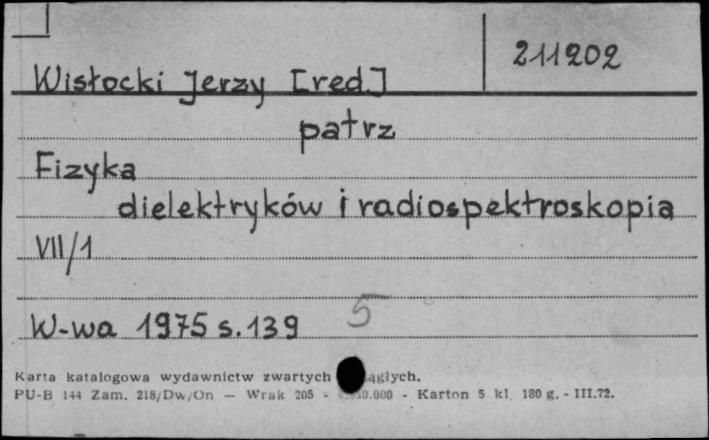 211202
Wisłocki Jerzy [red.]
patrz
Fizyka
dielektryków i radiospektroskopia
VII/1
W-wa 1975 s. 139 5
Karta katalogowa wydawnictw zwartych
PU-B 144 Zam. 218/Dw/On — Wrak 205 - Karton 5 kl. 180 g. - III.72.